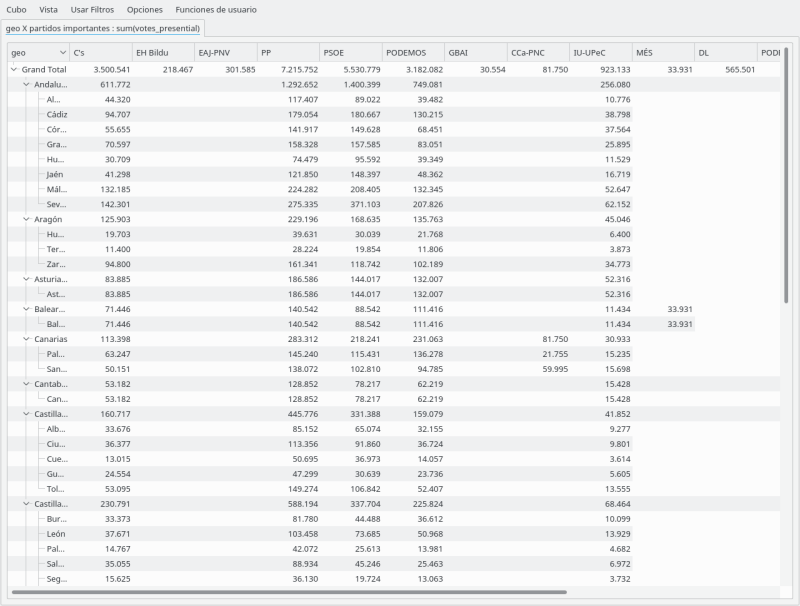 Cubo Vista Usar Filtros Opciones Funciones de usuario
geo X partidos importantes : sum(votes_presential)
geo C's EH Bildu EAJ-PNV PP PSOE PODEMOS GBAI CCa-PNC IU-UPeC MÉS DL PODE
Grand Total 3.500.541 218.467 301.585 7.215.752 5.530.779 3.182.082 30.554 81.750 923.133 33.931 565.501
Andalu... 611.772 1.292.652 1.400.399 749.081 256.080
Al... 44.320 117.407 89.022 39.482 10.776
Cádiz 94.707 179.054 180.667 130.215 38.798
Cór... 55.655 141.917 149.628 68.451 37.564
Gra... 70.597 158.328 157.585 83.051 25.895
Hu... 30.709 74.479 95.592 39.349 11.529
Jaén 41.298 121.850 148.397 48.362 16.719
Mál... 132.185 224.282 208.405 132.345 52.647
Sev... 142.301 275.335 371.103 207.826 62.152
Aragón 125.903 229.196 168.635 135.763 45.046
Hu... 19.703 39.631 30.039 21.768 6.400
Ter... 11.400 28.224 19.854 11.806 3.873
Zar... 94.800 161.341 118.742 102.189 34.773
Asturia... 83.885 186.586 144.017 132.007 52.316
Ast... 83.885 186.586 144.017 132.007 52.316
Balear... 71.446 140.542 88.542 111.416 11.434 33.931
Bal... 71.446 140.542 88.542 111.416 11.434 33.931
Canarias 113.398 283.312 218.241 231.063 81.750 30.933
Pal... 63.247 145.240 115.431 136.278 21.755 15.235
San... 50.151 138.072 102.810 94.785 59.995 15.698
Cantab... 53.182 128.852 78.217 62.219 15.428
Can... 53.182 128.852 78.217 62.219 15.428
Castilla... 160.717 445.776 331.388 159.079 41.852
Alb... 33.676 85.152 65.074 32.155 9.277
Ciu... 36.377 113.356 91.860 36.724 9.801
Cue... 13.015 50.695 36.973 14.057 3.614
Gu... 24.554 47.299 30.639 23.736 5.605
Tol... 53.095 149.274 106.842 52.407 13.555
Castilla... 230.791 588.194 337.704 225.824 68.464
Bur... 33.373 81.780 44.488 36.612 10.099
León 37.671 103.458 73.685 50.968 13.929
Pal... 14.767 42.072 25.613 13.981 4.682
Sal... 35.055 88.934 45.246 25.463 6.972
Seg... 15.625 36.130 19.724 13.063 3.732